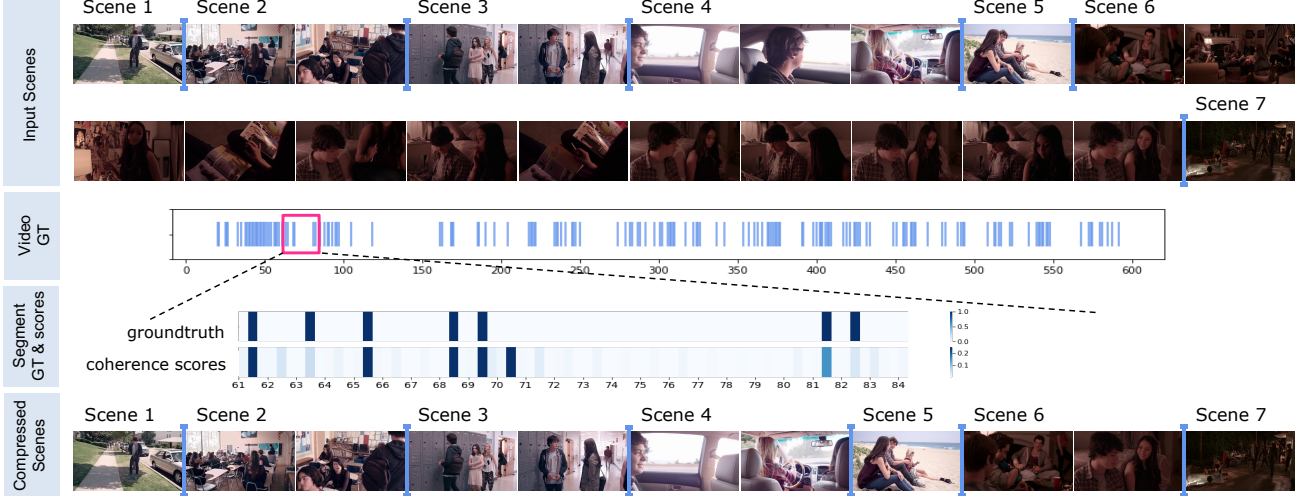 Scene 1 Scene 2 Scene 3 Scene 4 Scene 5 Scene 6
Input Scenes
Scene 7
Video
GT
0 50 100 150 200 250 300 350 400 450 500 550 600
Segment
GT & scores
groundtruth
1.0
0.5
0.0
coherence scores
0.2
0.1
61 62 63 64 65 66 67 68 69 70 71 72 73 74 75 76 77 78 79 80 81 82 83 84
Compressed
Scenes
Scene 1 Scene 2 Scene 3 Scene 4 Scene 5 Scene 6 Scene 7